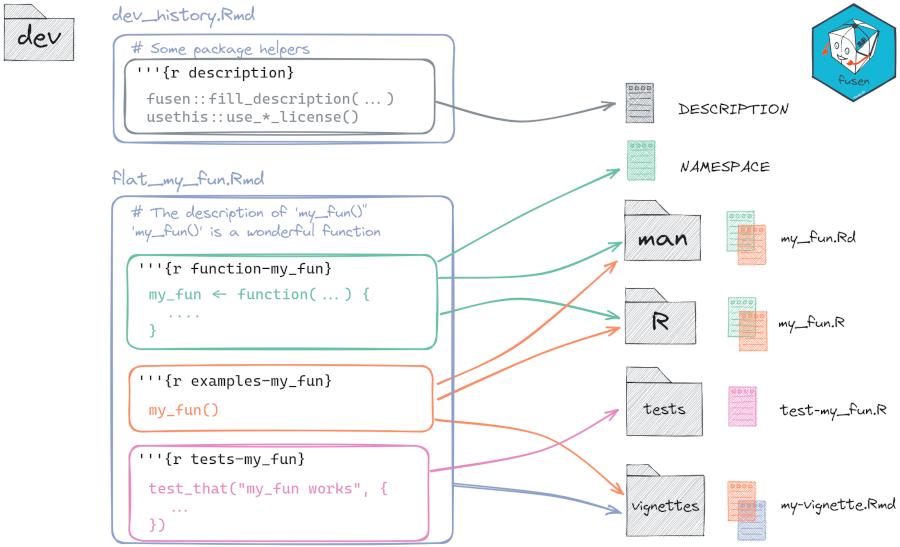 dev
dev_history.Rmd
# Some package helpers
'''{r description}
fusen::fill_description(...)
usethis::use_*_license()
fusen
DESCRIPTION
NAMESPACE
flat_my_fun.Rmd
# The description of 'my_fun()"
'my_fun()' is a wonderful function
'''{r function-my_fun}
my_fun <- function(...) {
....
}
man
my_fun.Rd
R
my_fun.R
'''{r examples-my_fun}
my_fun()
tests
test-my_fun.R
'''{r tests-my_fun}
test_that("my_fun works", {
...
})
vignettes
my-vignette.Rmd